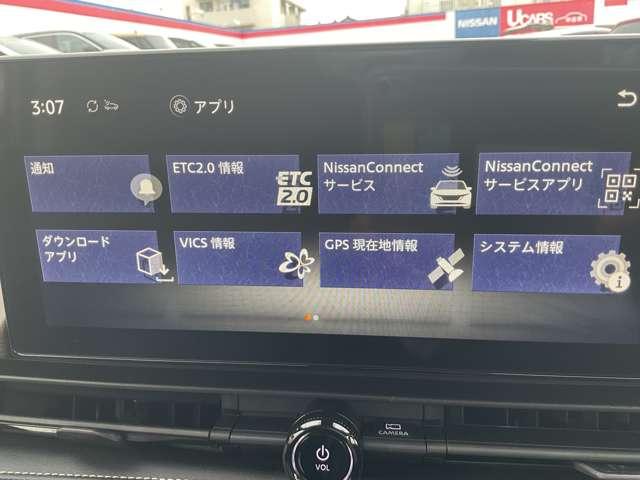 NISSAN
U CARS
3:07
アプリ
通知
ETC2.0 情報
ETC
2.0
NissanConnect
サービス
NissanConnect
サービスアプリ
ダウンロード
アプリ
VICS 情報
GPS 現在地情報
システム情報
CAMERA
VOL